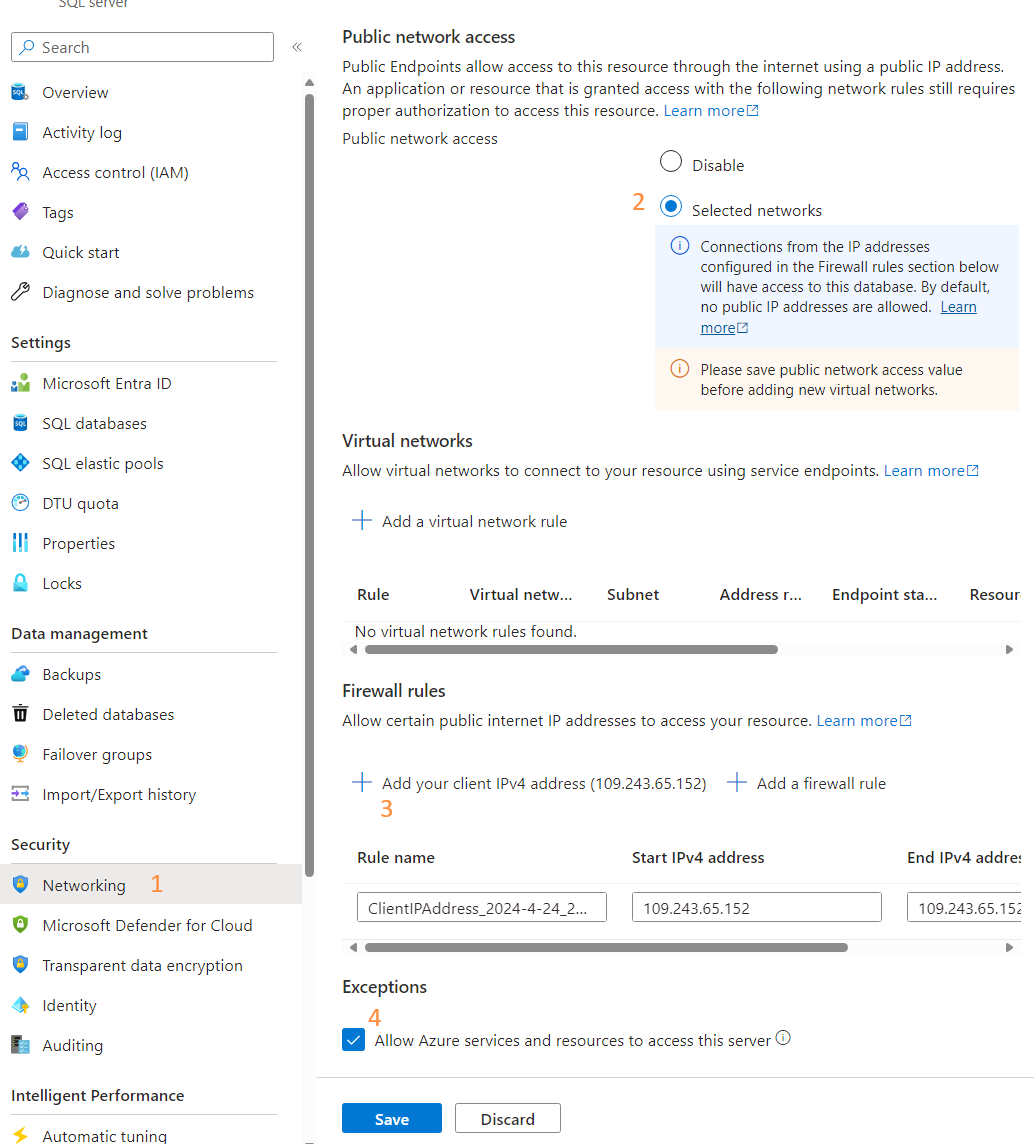 SQL server
Search
Overview
Activity log
Access control (IAM)
Tags
Quick start
Diagnose and solve problems
Settings
Microsoft Entra ID
SQL databases
SQL elastic pools
DTU quota
Properties
Locks
Data management
Backups
Deleted databases
Failover groups
Import/Export history
Security
Networking 1
Microsoft Defender for Cloud
Transparent data encryption
Identity
Auditing
Intelligent Performance
Automatic tuning
Public network access
Public Endpoints allow access to this resource through the internet using a public IP address.
An application or resource that is granted access with the following network rules still requires
proper authorization to access this resource. Learn more
Public network access
Disable
2 Selected networks
Connections from the IP addresses
configured in the Firewall rules section below
will have access to this database. By default,
no public IP addresses are allowed. Learn
more
Please save public network access value
before adding new virtual networks.
Virtual networks
Allow virtual networks to connect to your resource using service endpoints. Learn more
Add a virtual network rule
Rule Virtual netw... Subnet Address r... Endpoint sta... Resour
No virtual network rules found.
Firewall rules
Allow certain public internet IP addresses to access your resource. Learn more
Add your client IPv4 address (109.243.65.152) Add a firewall rule
3
Rule name Start IPv4 address End IPv4 addres
ClientIPAddress_2024-4-24_2... 109.243.65.152 109.243.65.152
Exceptions
4
Allow Azure services and resources to access this server
Save Discard